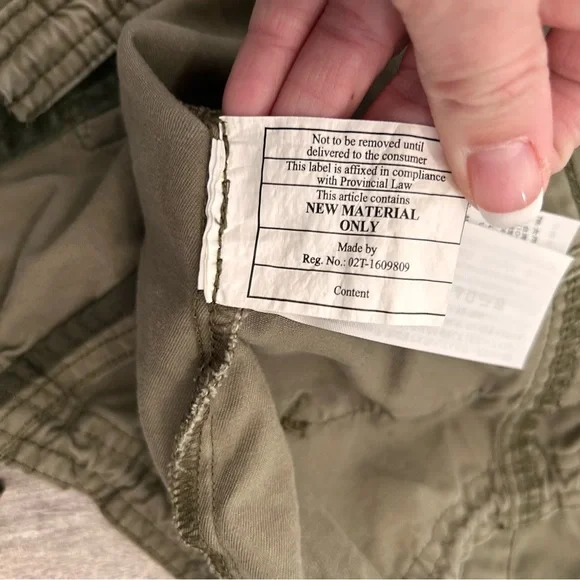 Not to be removed until
delivered to the consumer
This label is affixed in compliance
with Provincial Law
This article contains
NEW MATERIAL
ONLY
Made by
Reg. No.: 02T-1609809
Content